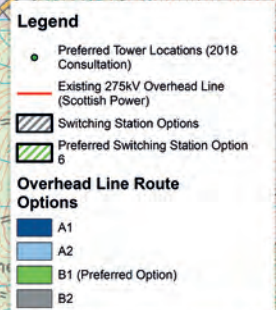 Legend
Preferred Tower Locations (2018
Consultation)
Existing 275kV Overhead Line
(Scottish Power)
Switching Station Options
Preferred Switching Station Option
6
Overhead Line Route
Options
A1
A2
B1 (Preferred Option)
B2